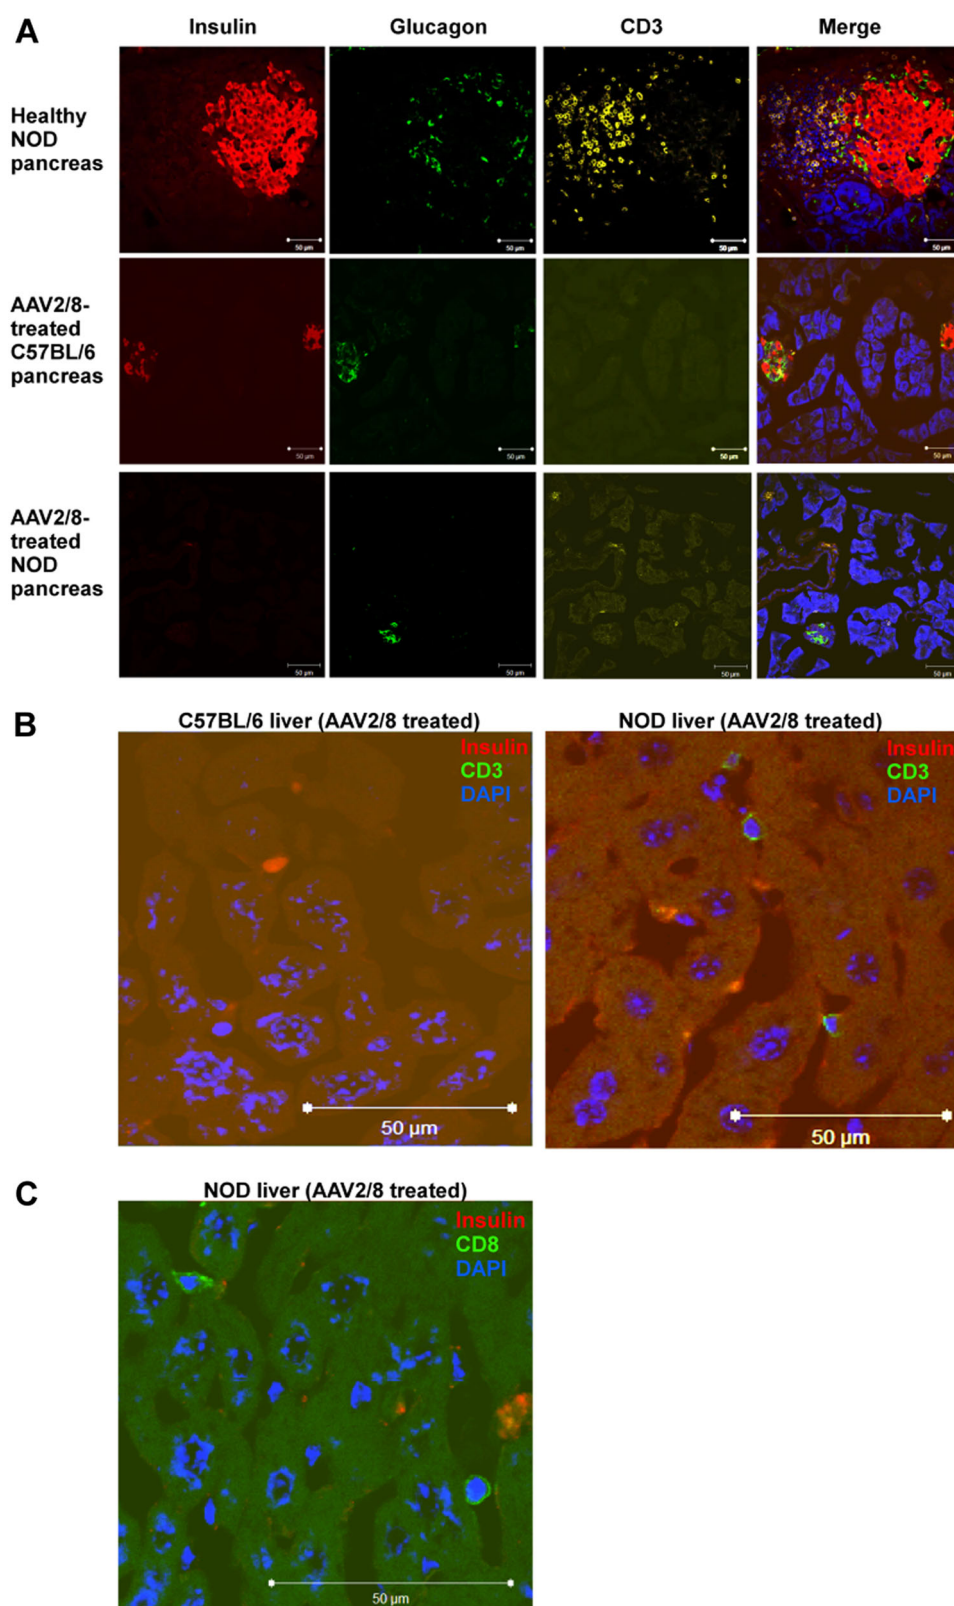 A
Insulin Glucagon CD3 Merge
Healthy
NOD
pancreas
50 µm 50 µm 50 µm 50 µm
AAV2/8-
treated
C57BL/6
pancreas
50 µm 50 µm 50 µm 50 µm
AAV2/8-
treated
NOD
pancreas
50 µm 50 µm 50 µm 50 µm
B
C57BL/6 liver (AAV2/8 treated)
Insulin
CD3
DAPI
50 µm
NOD liver (AAV2/8 treated)
Insulin
CD3
DAPI
50 µm
C
NOD liver (AAV2/8 treated)
Insulin
CD8
DAPI
50 µm